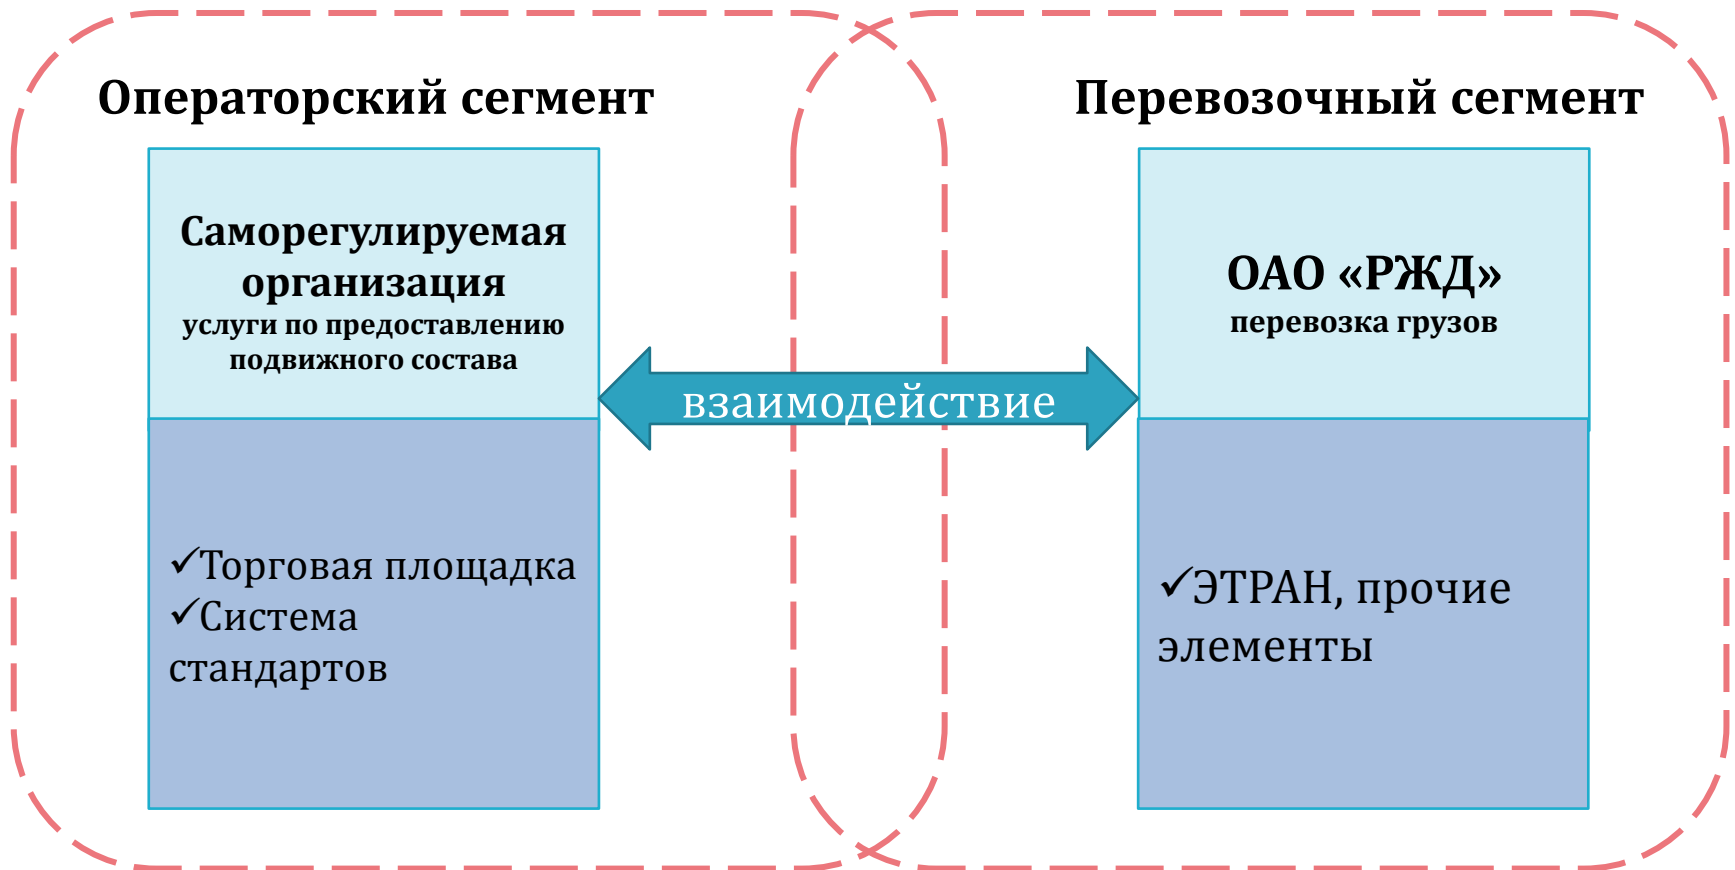 Операторский сегмент
Саморегулируемая
организация
услуги по предоставлению
подвижного состава
✓Торговая площадка
✓Система
стандартов
взаимодействие
Перевозочный сегмент
ОАО «РЖД»
перевозка грузов
✓ЭТРАН, прочие
элементы